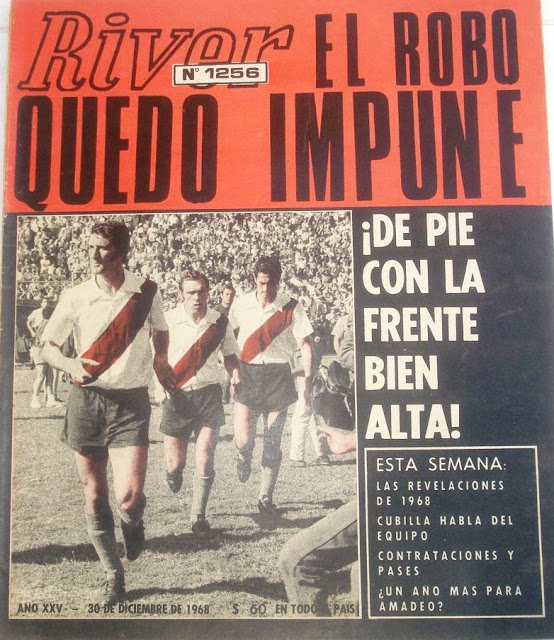 River
Nº 1256
EL ROBO
QUEDO IMPUNE
¡DE PIE
CON LA
FRENTE
BIEN
ALTA!
ESTA SEMANA:
LAS REVELACIONES
DE 1968
CUBILLA HABLA DEL
EQUIPO
CONTRATACIONES Y
PASES
¿UN AÑO MAS PARA
AMADEO?
AÑO XXV — 30 DE DICIEMBRE DE 1968 $ 60 EN TODO EL PAIS